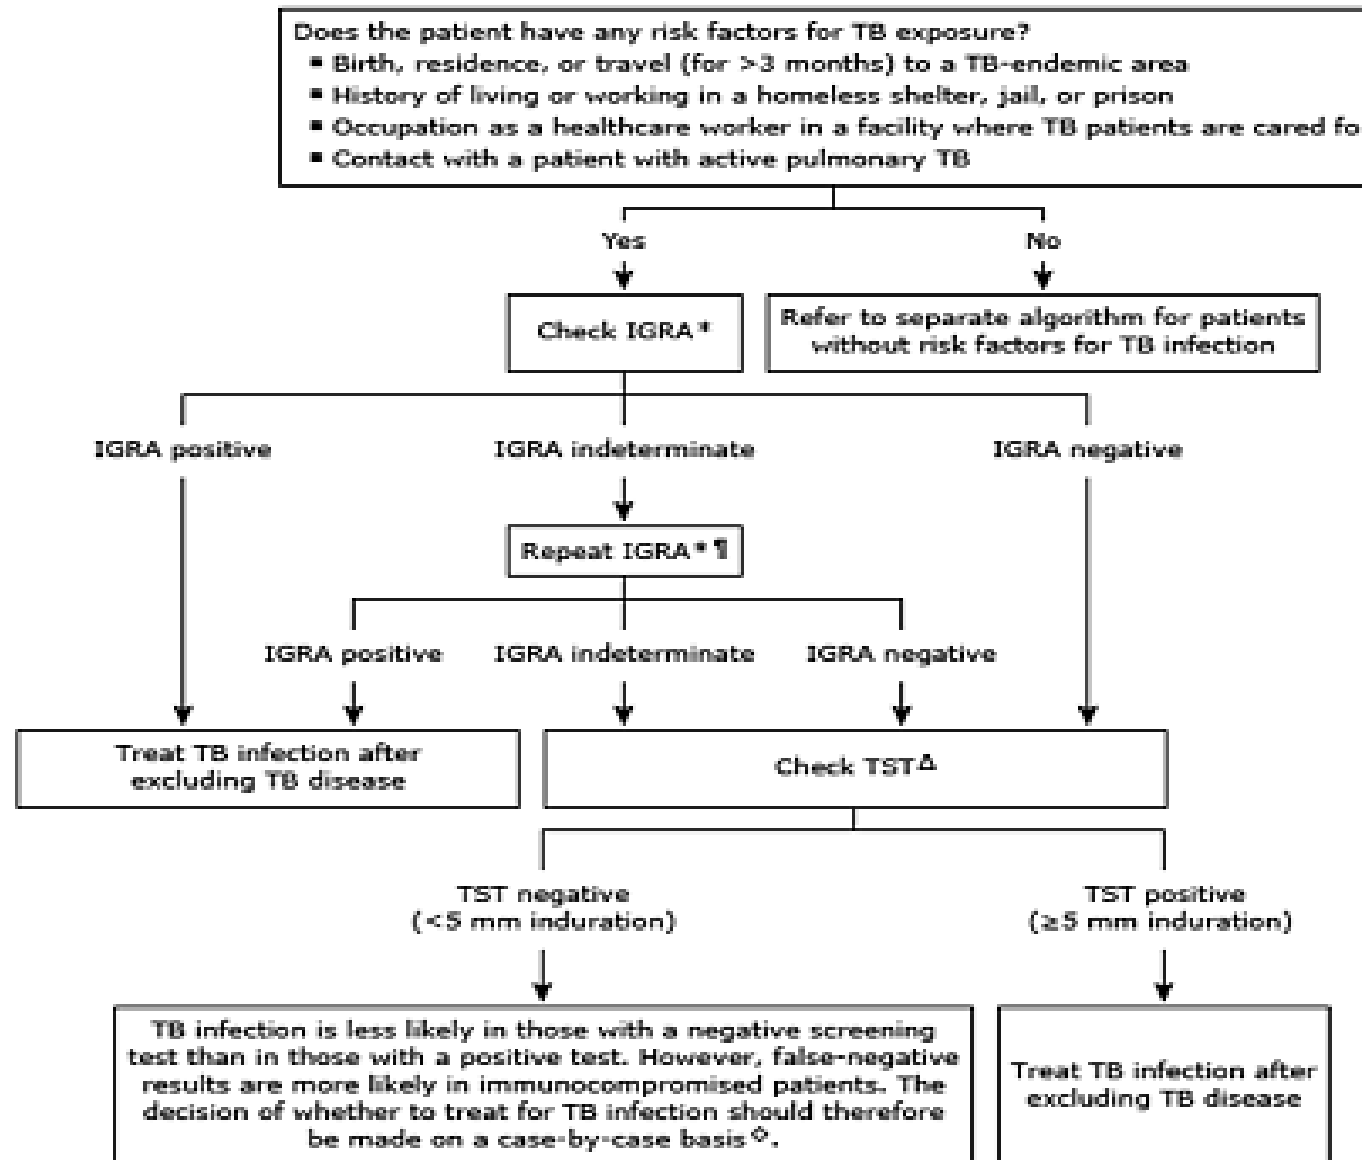 Does the patient have any risk factors for TB exposure?
▪ Birth, residence, or travel (for >3 months) to a TB-endemic area
▪ History of living or working in a homeless shelter, jail, or prison
▪ Occupation as a healthcare worker in a facility where TB patients are cared fo
▪ Contact with a patient with active pulmonary TB
Yes
No
Check IGRA*
Refer to separate algorithm for patients
without risk factors for TB infection
IGRA positive
IGRA indeterminate
IGRA negative
Repeat IGRA*¶
IGRA positive
IGRA indeterminate
IGRA negative
Treat TB infection after
excluding TB disease
Check TSTΔ
TST negative
(<5 mm induration)
TST positive
(≥5 mm induration)
TB infection is less likely in those with a negative screening
test than in those with a positive test. However, false-negative
results are more likely in immunocompromised patients. The
decision of whether to treat for TB infection should therefore
be made on a case-by-case basis◊.
Treat TB infection after
excluding TB disease